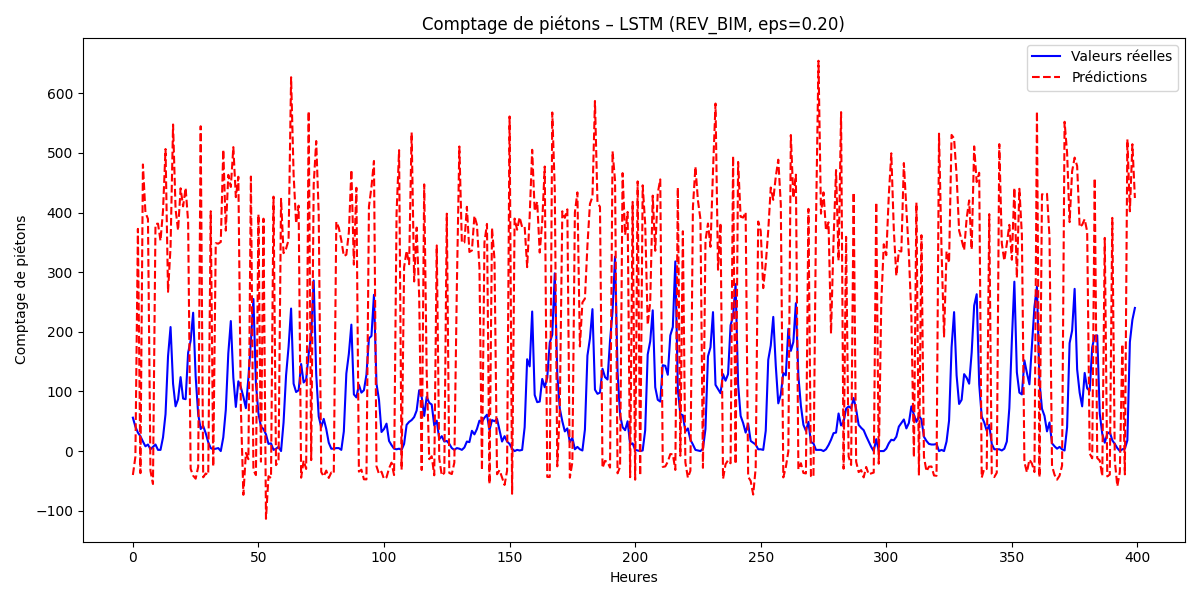 Comptage de piétons – LSTM (REV_BIM, eps=0.20)
Valeurs réelles
Prédictions
Comptage de piétons
600
500
400
300
200
100
0
−100
0 50 100 150 200 250 300 350 400
Heures